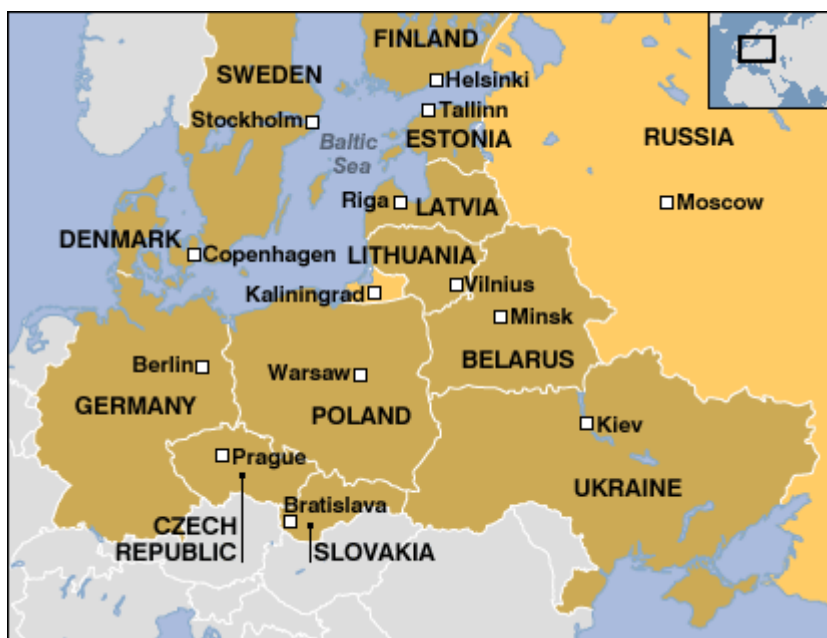 FINLAND
SWEDEN
Helsinki
Tallinn
Stockholm
Baltic
Sea
ESTONIA
RUSSIA
Riga
LATVIA
Moscow
DENMARK
Copenhagen
LITHUANIA
Vilnius
Kaliningrad
Minsk
BELARUS
Berlin
Warsaw
GERMANY
POLAND
Kiev
Prague
UKRAINE
Bratislava
CZECH
REPUBLIC
SLOVAKIA